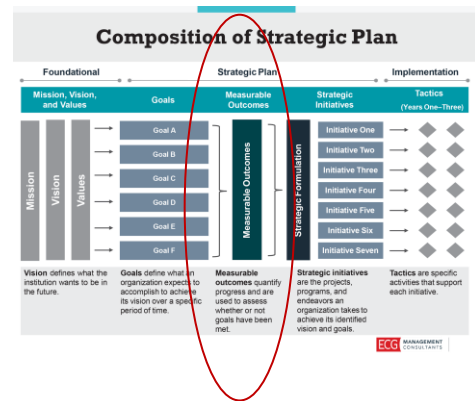 Composition of Strategic Plan
Foundational
Strategic Plan
Implementation
Mission, Vision,
and Values
Goals
Measurable
Outcomes
Strategic
Initiatives
Tactics
(Years One–Three)
Mission
Vision
Values
Goal A
Goal B
Goal C
Goal D
Goal E
Goal F
Measurable Outcomes
Strategic Formulation
Initiative One
Initiative Two
Initiative Three
Initiative Four
Initiative Five
Initiative Six
Initiative Seven
Vision defines what the
institution wants to be in
the future.
Goals define what an
organization expects to
accomplish to achieve
its vision over a specific
period of time.
Measurable
outcomes quantify
progress and are
used to assess
whether or not
goals have been
met.
Strategic initiatives
are the projects,
programs, and
endeavors an
organization takes to
achieve its identified
vision and goals.
Tactics are specific
activities that support
each initiative.
ECG MANAGEMENT
CONSULTANTS